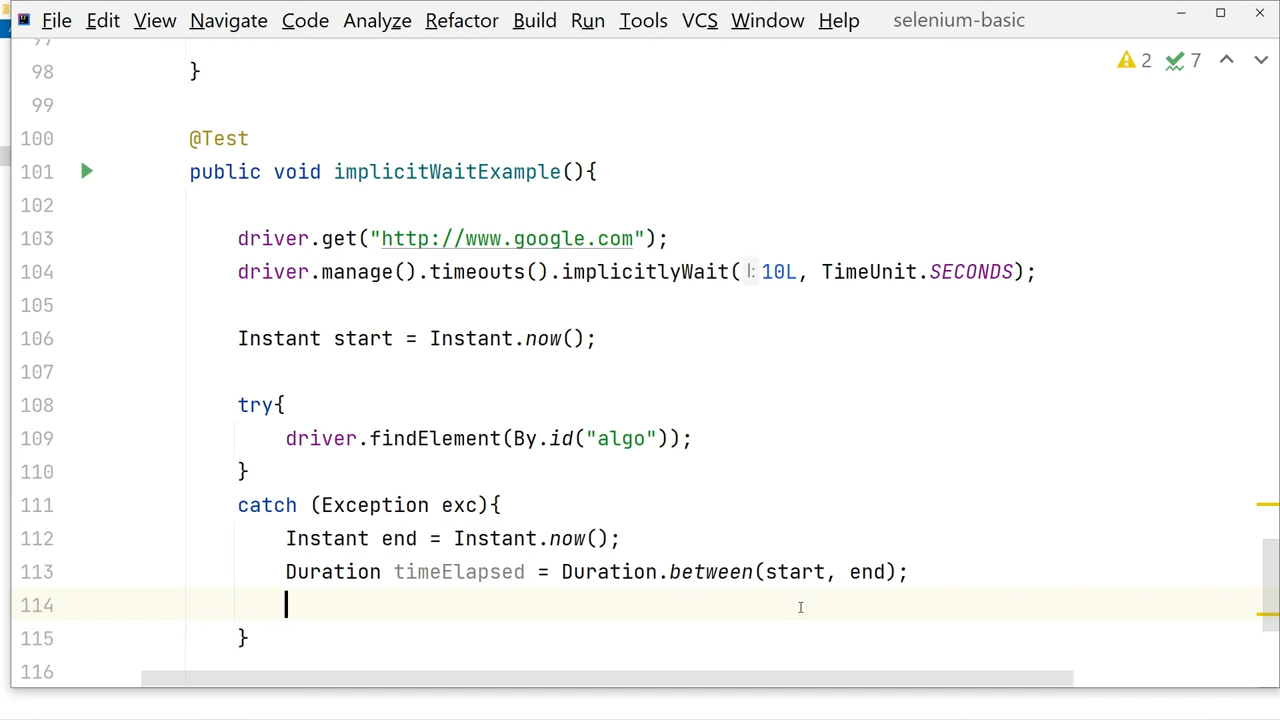 File Edit View Navigate Code Analyze Refactor Build Run Tools VCS Window Help selenium-basic
2 7
97
98 }
99
100 @Test
101 public void implicitWaitExample(){
102
103 driver.get("http://www.google.com");
104 driver.manage().timeouts().implicitlyWait( l: 10L, TimeUnit.SECONDS);
105
106 Instant start = Instant.now();
107
108 try{
109 driver.findElement(By.id("algo"));
110 }
111 catch (Exception exc){
112 Instant end = Instant.now();
113 Duration timeElapsed = Duration.between(start, end);
114
115 }
116